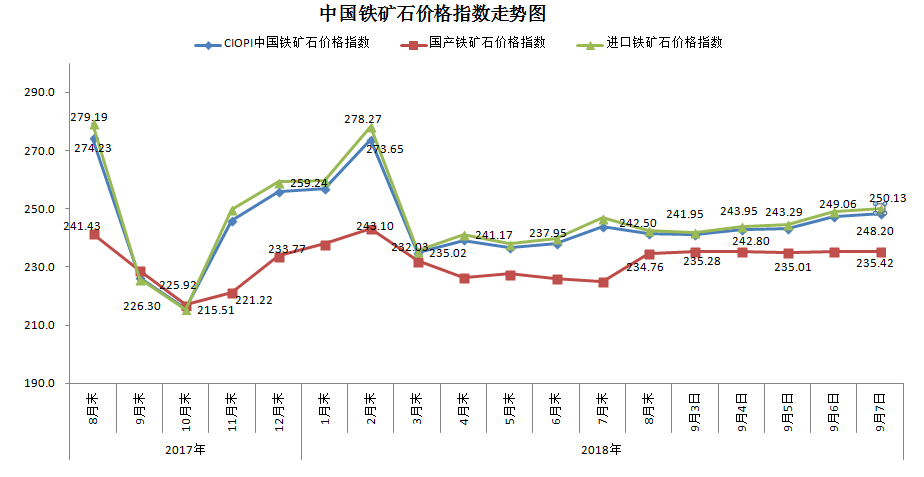 中国铁矿石价格指数走势图
CIOPI中国铁矿石价格指数 国产铁矿石价格指数 进口铁矿石价格指数
290.0
270.0
250.0
230.0
210.0
190.0
279.19
274.23
241.43
226.30
225.92
215.51
221.22
233.77
259.24
278.27
273.65
243.10
232.03
235.02
241.17
237.95
242.50
234.76
241.95
235.28
243.95
242.80
243.29
235.01
249.06
250.13
248.20
235.42
8月末
9月末
10月末
11月末
12月末
1月末
2月末
3月末
4月末
5月末
6月末
7月末
8月末
9月3日
9月4日
9月5日
9月6日
9月7日
2017年 2018年